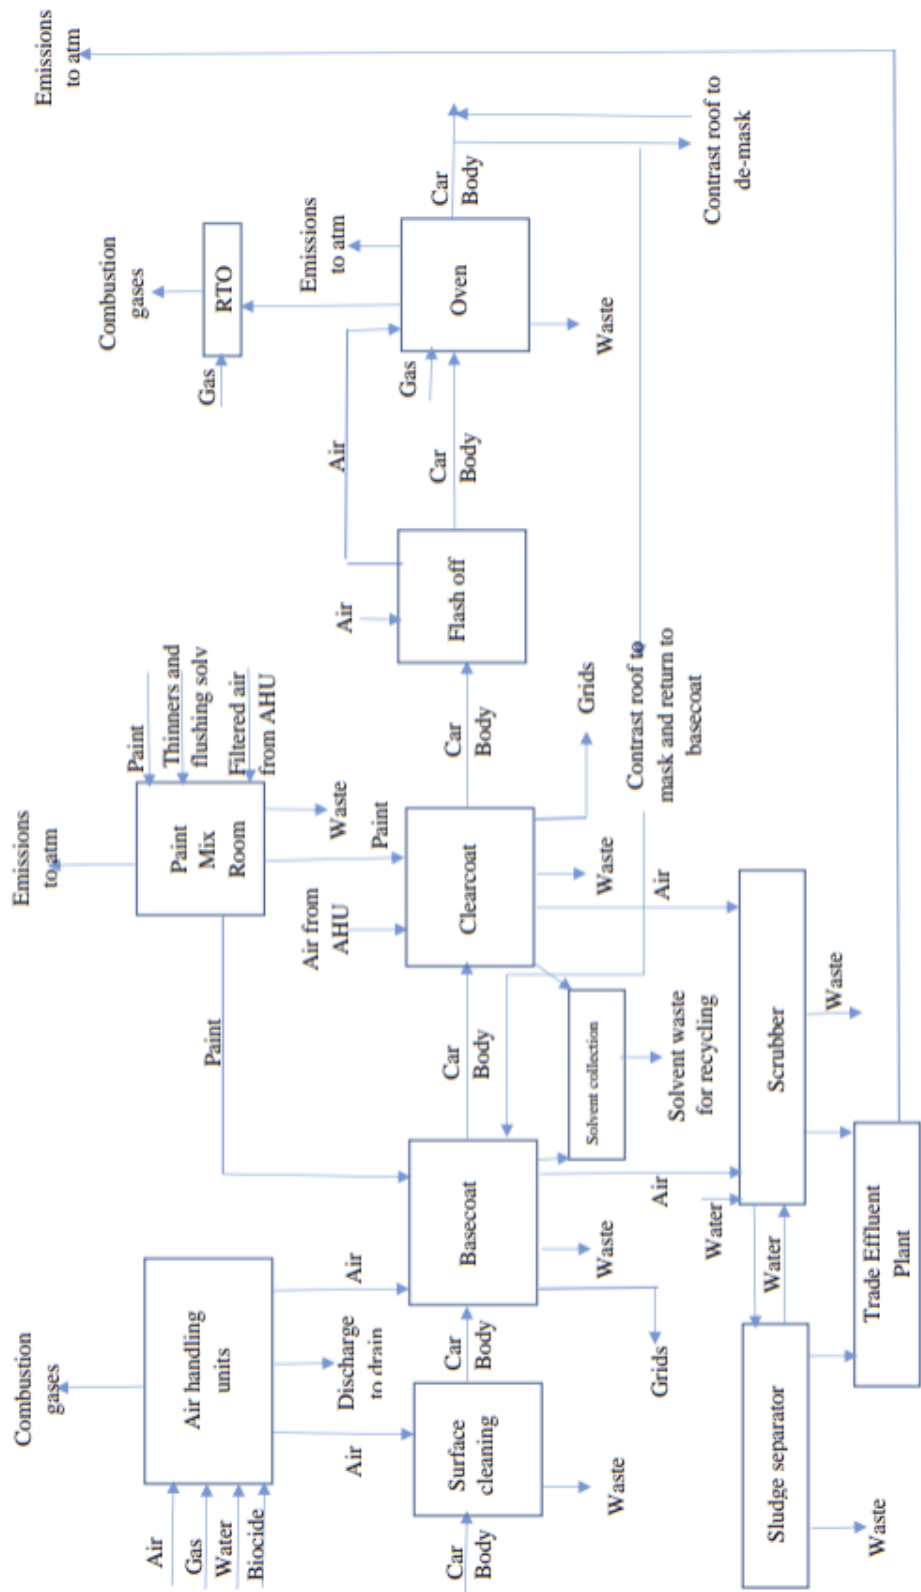 Combustion
gases
Emissions
to atm
Emissions
to atm
Air
Gas
Water
Biocide
Air handling
units
Paint
Paint
Mix
Room
Paint
Thinners and
flushing solv
Filtered air
from AHU
Gas
RTO
Combustion
gases
Air
Discharge
to drain
Air
Air from
AHU
Paint
Waste
Air
Air
Gas
Emissions
to atm
Car
Body
Surface
cleaning
Car
Body
Basecoat
Car
Body
Clearcoat
Car
Body
Flash off
Car
Body
Oven
Car
Body
Waste
Grids
Waste
Solvent collection
Waste
Grids
Waste
Contrast roof to
mask and return to
basecoat
Contrast roof to
de-mask
Air
Solvent waste
for recycling
Air
Water
Water
Sludge separator
Scrubber
Waste
Waste
Trade Effluent
Plant